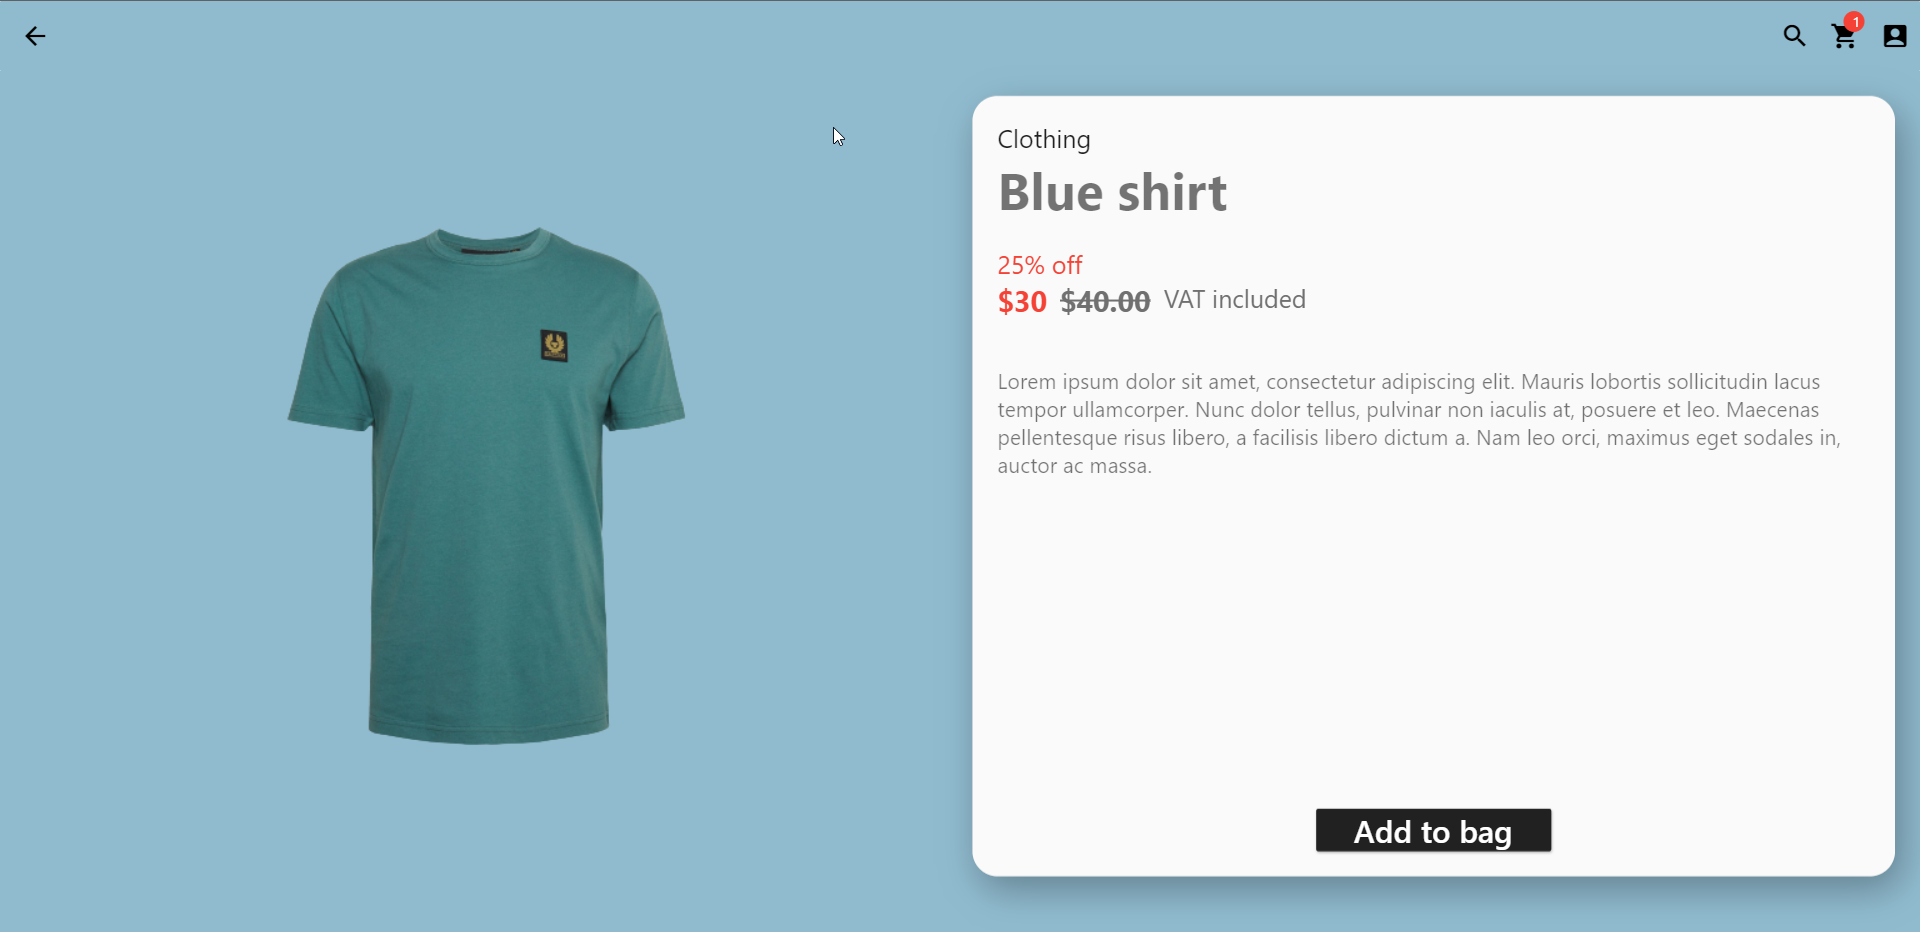 1
Clothing
Blue shirt
25% off
$30 $40.00 VAT included
Lorem ipsum dolor sit amet, consectetur adipiscing elit. Mauris lobortis sollicitudin lacus
tempor ullamcorper. Nunc dolor tellus, pulvinar non iaculis at, posuere et leo. Maecenas
pellentesque risus libero, a facilisis libero dictum a. Nam leo orci, maximus eget sodales in,
auctor ac massa.
Add to bag